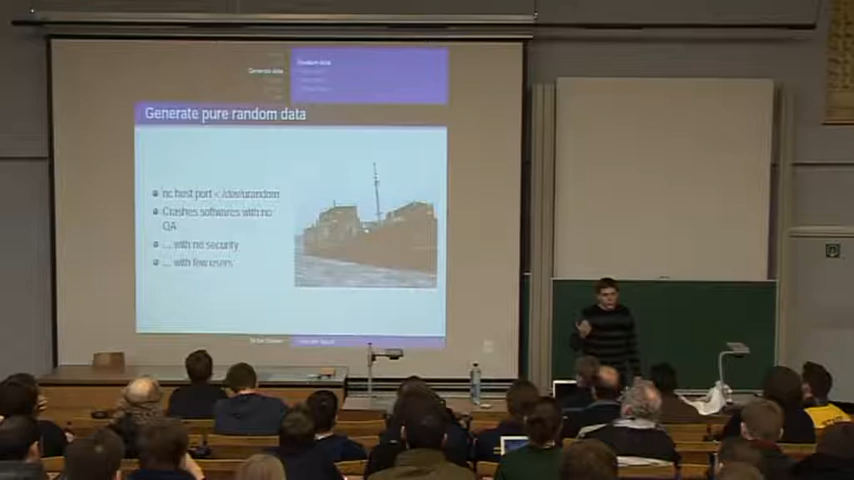 Random data
Generate data
Generate pure random data
nc host port < /dev/urandom
Crashes softwares with no
QA
... with no security
... with few users